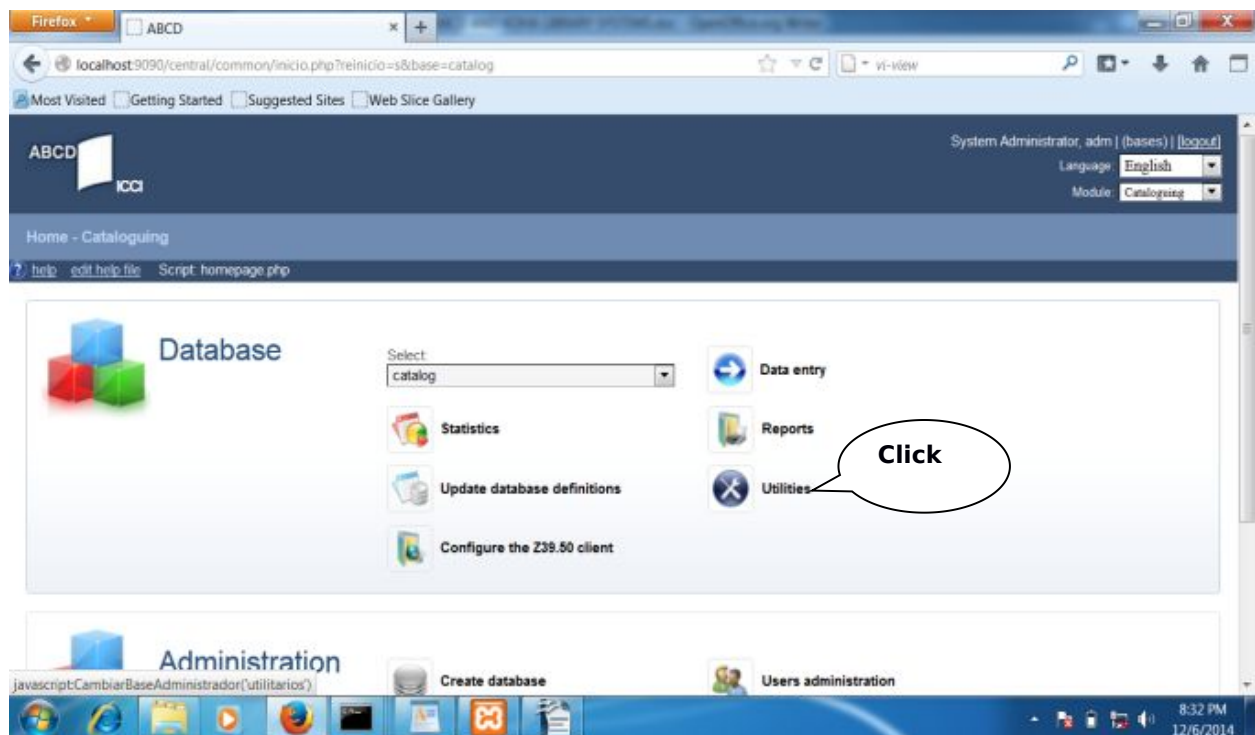 Firefox
ABCD
localhost:9090/central/common/inicio.php?reinicio=s&base=catalog
vi-view
Most Visited Getting Started Suggested Sites Web Slice Gallery
ABCD
ICCI
System Administrator, adm | (bases) | [logout]
Language: English
Module: Cataloguing
Home - Cataloguing
help edit help file Script: homepage.php
Database
Select
catalog
Data entry
Statistics
Reports
Click
Update database definitions
Utilities
Configure the Z39.50 client
Administration
Create database
Users administration
javascript:CambiarBaseAdministrador('utilitarios')
8:32 PM
12/6/2014